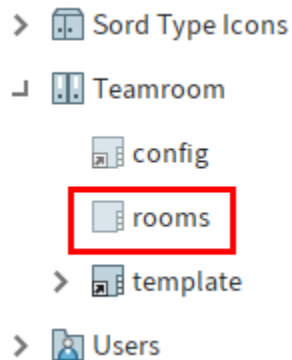 Sord Type Icons
Teamroom
config
rooms
template
Users